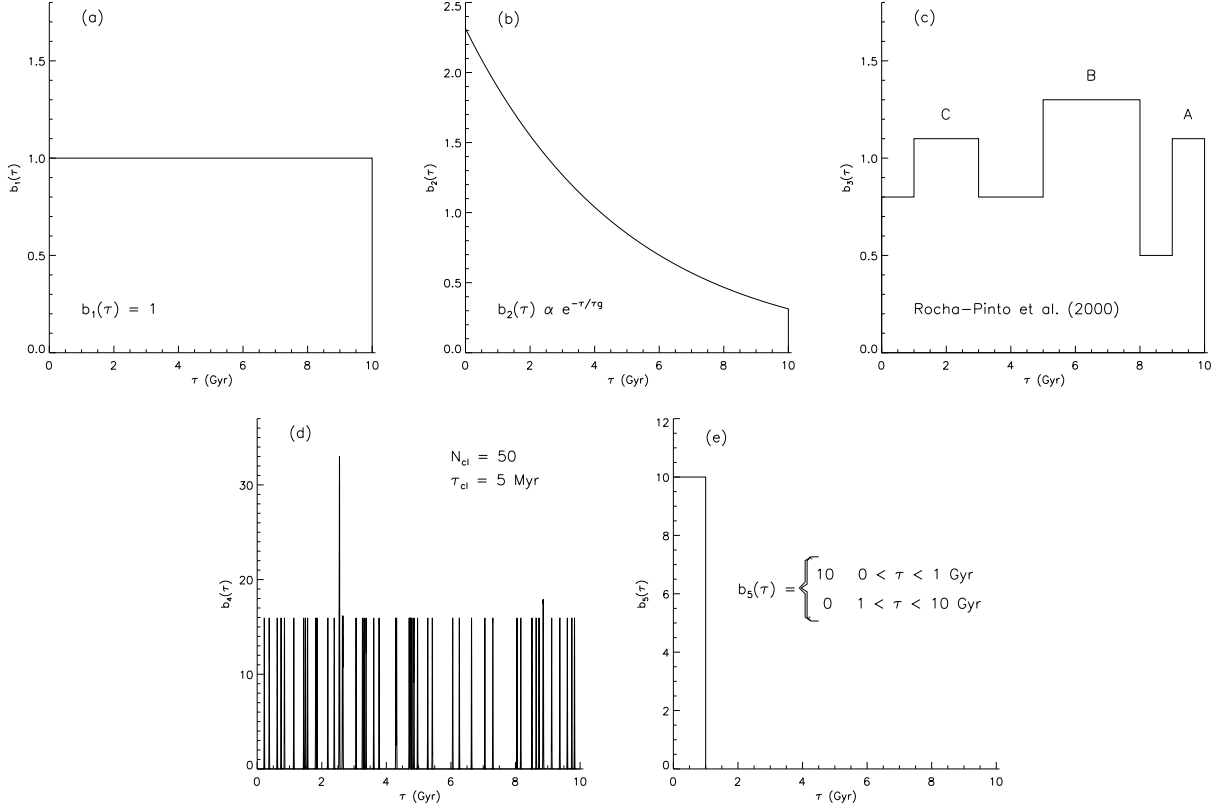 (a)
1.5
1.0
0.5
0.0
b₁(τ)
b₁(τ) = 1
0 2 4 6 8 10
τ (Gyr)
(b)
2.5
2.0
1.5
1.0
0.5
0.0
b₂(τ)
b₂(τ) α e^−τ/τg
0 2 4 6 8 10
τ (Gyr)
(c)
1.5
1.0
0.5
0.0
b₃(τ)
C
B
A
Rocha−Pinto et al. (2000)
0 2 4 6 8 10
τ (Gyr)
(d)
30
20
10
0
b₄(τ)
N_cl = 50
τ_cl = 5 Myr
0 2 4 6 8 10
τ (Gyr)
(e)
12
10
8
6
4
2
0
b₅(τ)
b₅(τ) = {
10 0 < τ < 1 Gyr
0 1 < τ < 10 Gyr
0 2 4 6 8 10
τ (Gyr)